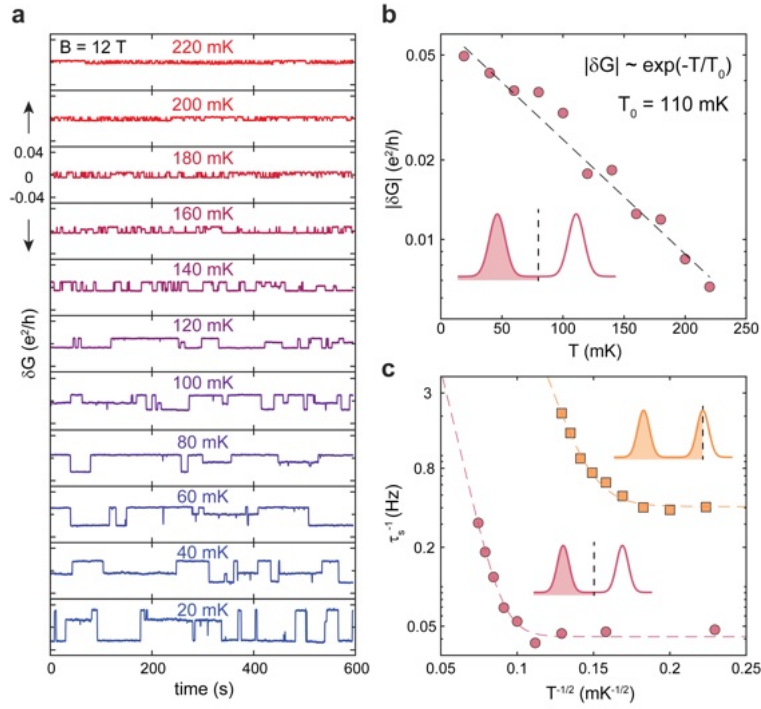 a
B = 12 T
220 mK
200 mK
0.04
0
-0.04
180 mK
160 mK
140 mK
120 mK
100 mK
80 mK
60 mK
40 mK
20 mK
δG (e²/h)
0 200 400 600
time (s)
b
|δG| ~ exp(-T/T₀)
T₀ = 110 mK
0.05
0.02
0.01
|δG| (e²/h)
0 50 100 150 200 250
T (mK)
c
3
0.8
0.2
0.05
τₛ⁻¹ (Hz)
0.05 0.1 0.15 0.2 0.25
T⁻¹/² (mK⁻¹/²)